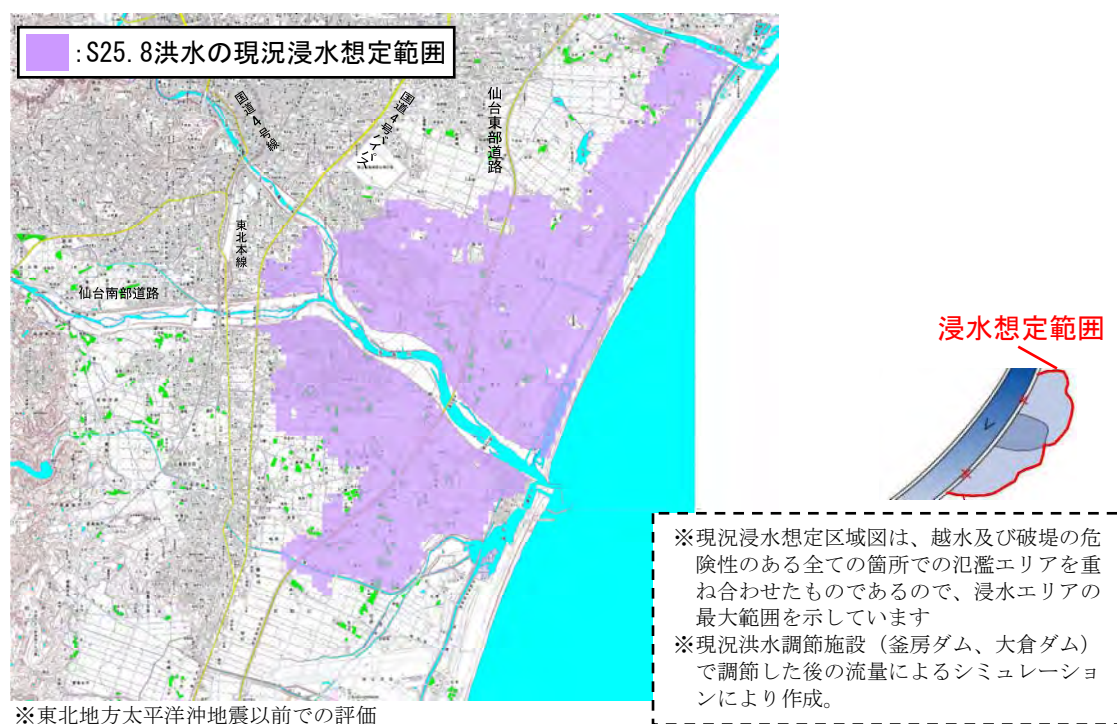 :S25.8洪水の現況浸水想定範囲
国道4号線
国道4号バイパス
仙台東部道路
東北本線
仙台南部道路
浸水想定範囲
※現況浸水想定区域図は、越水及び破堤の危
険性のある全ての箇所での氾濫エリアを重
ね合わせたものであるので、浸水エリアの
最大範囲を示しています
※現況洪水調節施設（釜房ダム、大倉ダム）
で調節した後の流量によるシミュレーショ
ンにより作成。
※東北地方太平洋沖地震以前での評価